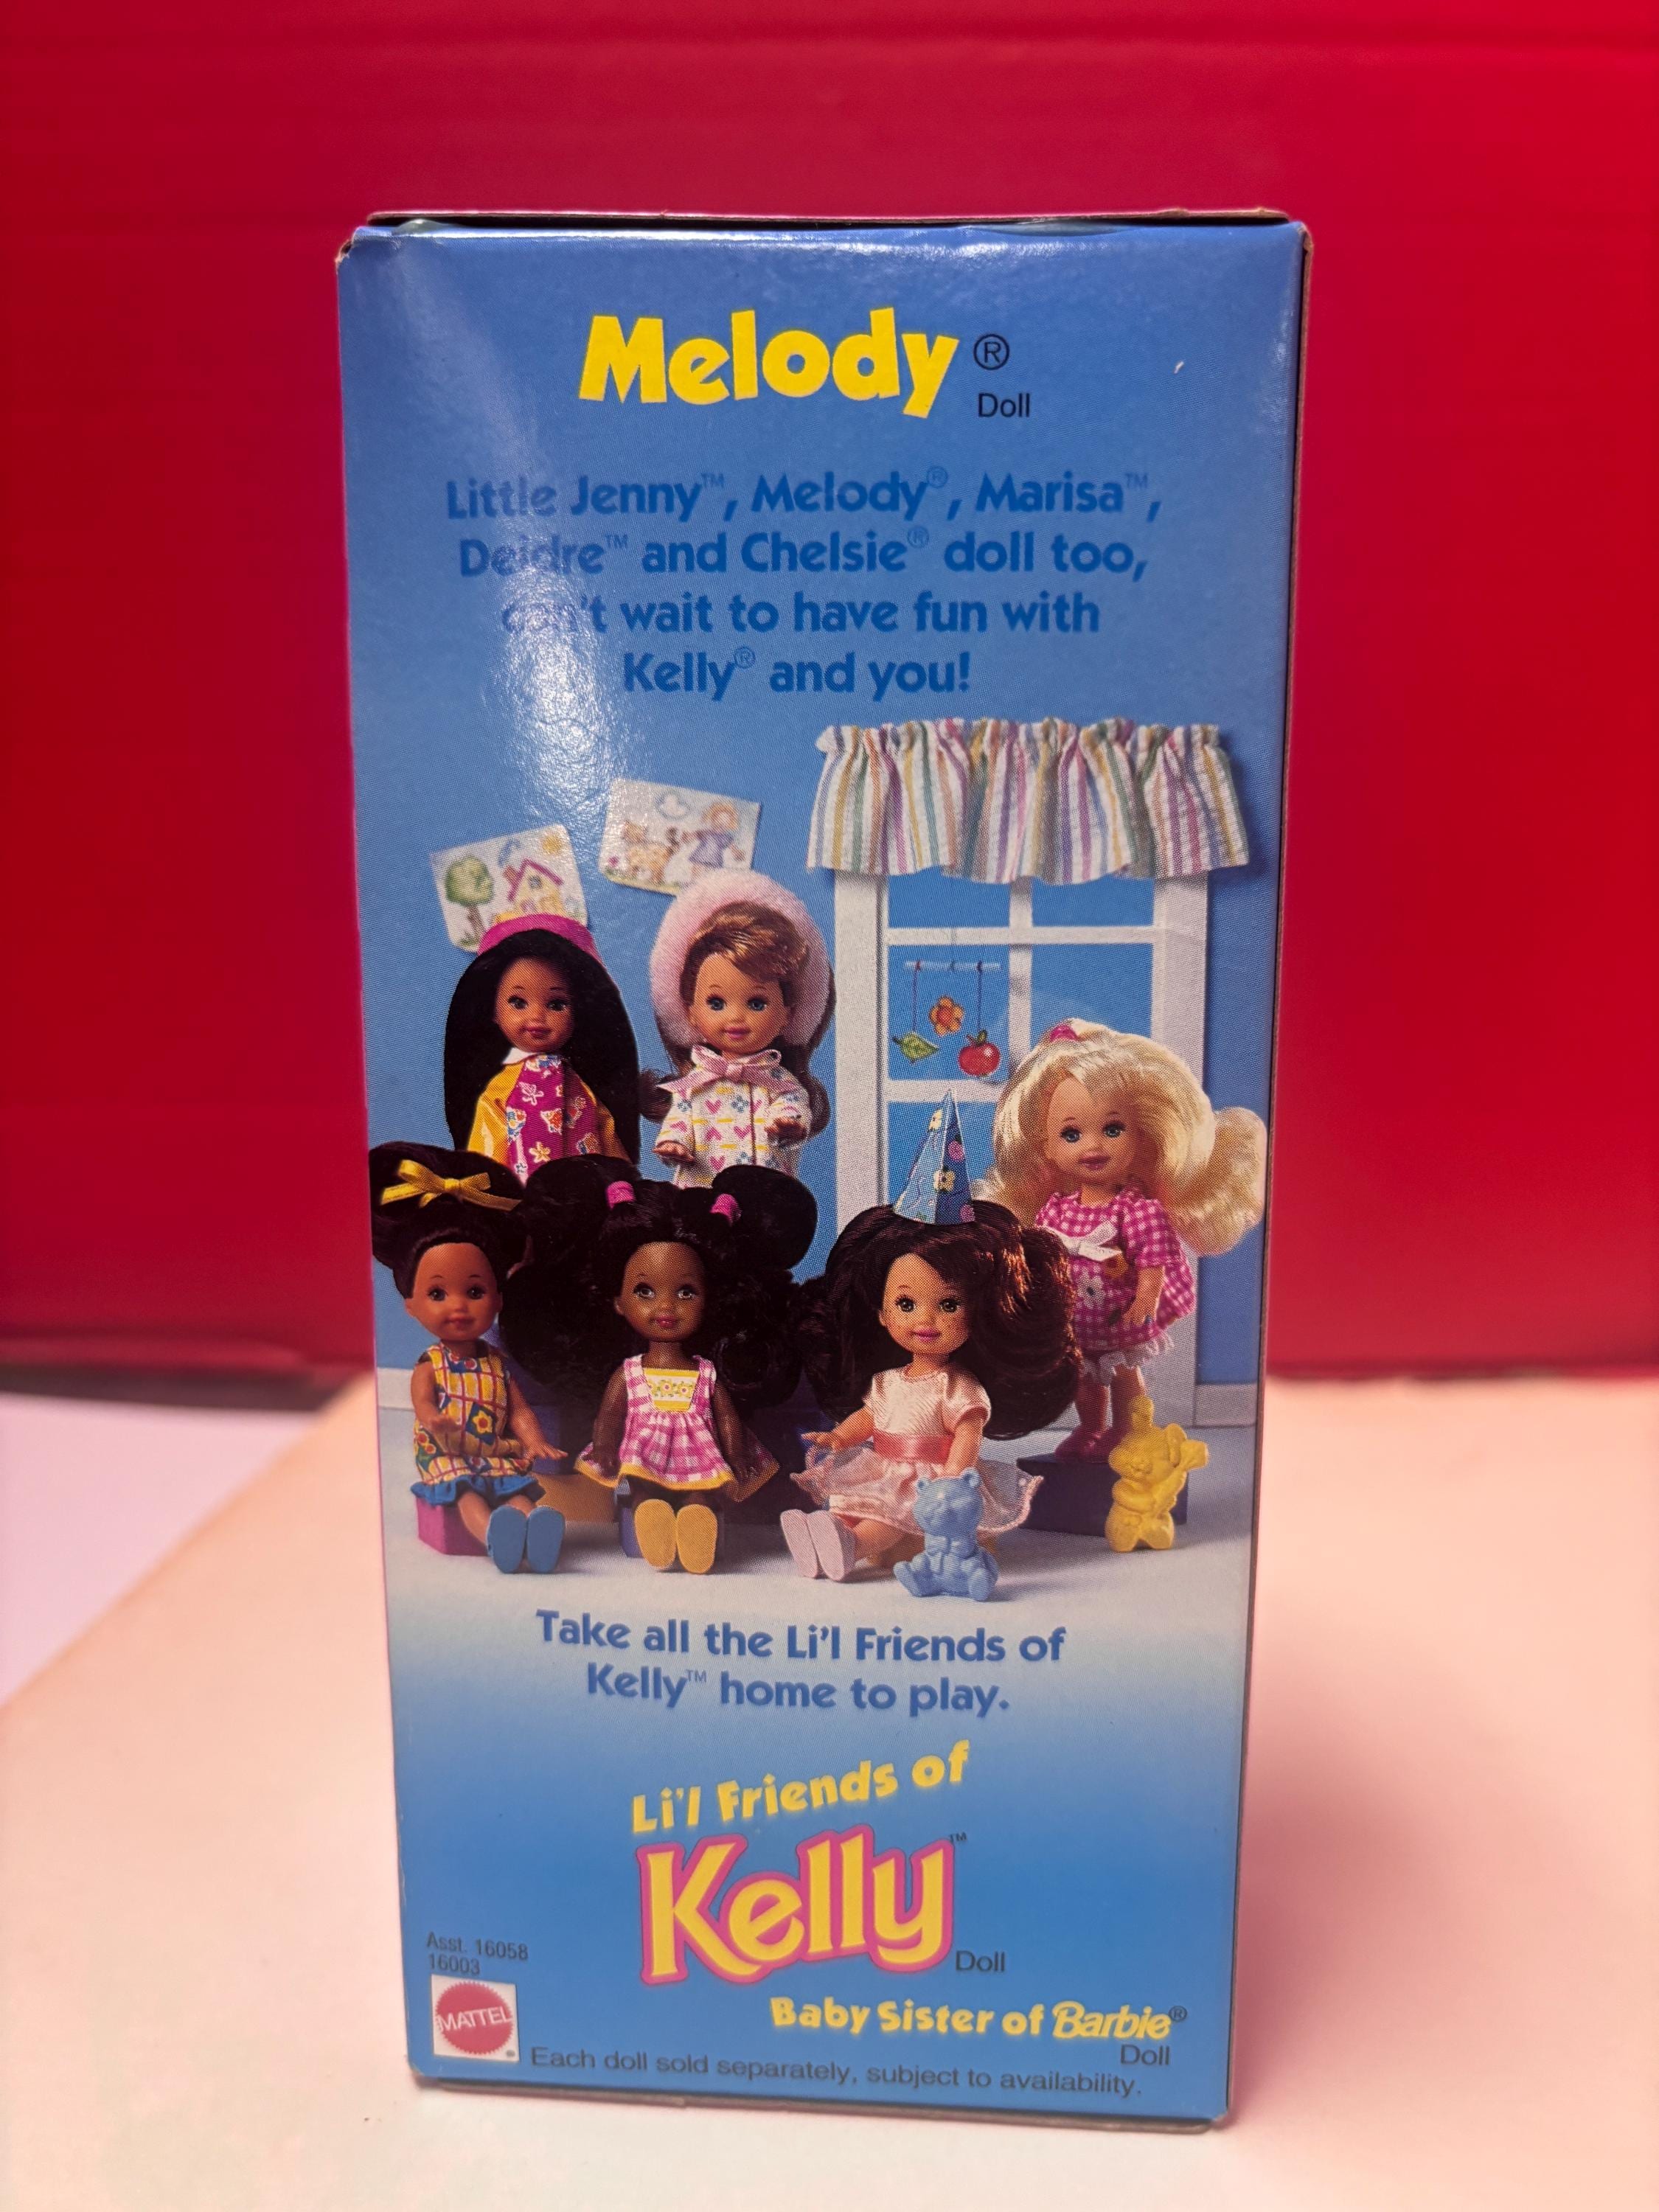 Melody®
Doll
Little Jenny™, Melody®, Marisa™,
Deidre™ and Chelsie® doll too,
can't wait to have fun with
Kelly® and you!
Take all the Li'l Friends of
Kelly™ home to play.
Li'l Friends of
Kelly™
Doll
Asst. 16058
16003
MATTEL
Baby Sister of Barbie®
Doll
Each doll sold separately, subject to availability.